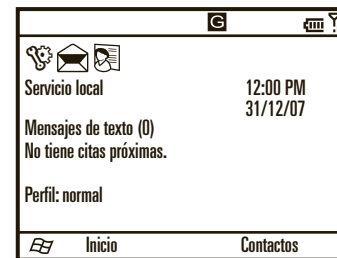 G
Servicio local 12:00 PM
31/12/07
Mensajes de texto (0)
No tiene citas próximas.
Perfil: normal
Inicio Contactos